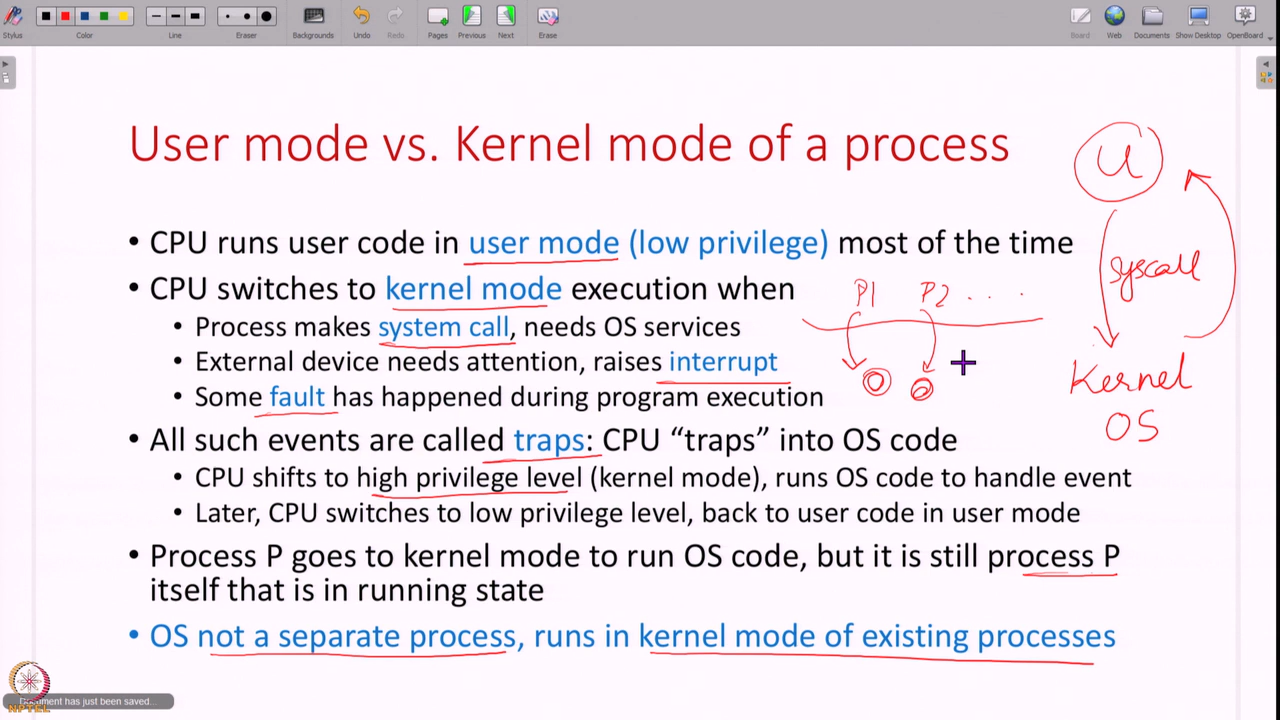 Stylus
Color
Line
Eraser
Backgrounds
Undo
Redo
Pages
Previous
Next
Erase
Board
Web
Documents
Show Desktop
OpenBoard
User mode vs. Kernel mode of a process
U
• CPU runs user code in user mode (low privilege) most of the time
syscall
• CPU switches to kernel mode execution when
P1 P2 . . . .
• Process makes system call, needs OS services
• External device needs attention, raises interrupt
• Some fault has happened during program execution
Kernel
OS
• All such events are called traps: CPU “traps” into OS code
• CPU shifts to high privilege level (kernel mode), runs OS code to handle event
• Later, CPU switches to low privilege level, back to user code in user mode
• Process P goes to kernel mode to run OS code, but it is still process P
itself that is in running state
• OS not a separate process, runs in kernel mode of existing processes
Document has just been saved...
NPTEL